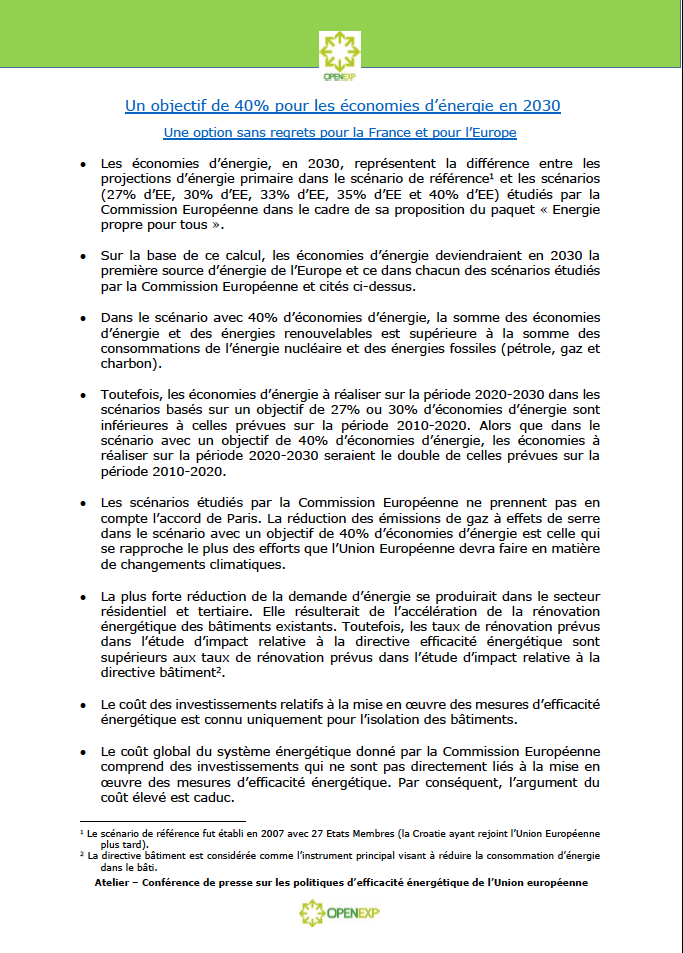 OPENEXP
Un objectif de 40% pour les économies d’énergie en 2030
Une option sans regrets pour la France et pour l’Europe
• Les économies d’énergie, en 2030, représentent la différence entre les
projections d’énergie primaire dans le scénario de référence¹ et les scénarios
(27% d’EE, 30% d’EE, 33% d’EE, 35% d’EE et 40% d’EE) étudiés par la
Commission Européenne dans le cadre de sa proposition du paquet « Energie
propre pour tous ».
• Sur la base de ce calcul, les économies d’énergie deviendraient en 2030 la
première source d’énergie de l’Europe et ce dans chacun des scénarios étudiés
par la Commission Européenne et cités ci-dessus.
• Dans le scénario avec 40% d’économies d’énergie, la somme des économies
d’énergie et des énergies renouvelables est supérieure à la somme des
consommations de l’énergie nucléaire et des énergies fossiles (pétrole, gaz et
charbon).
• Toutefois, les économies d’énergie à réaliser sur la période 2020-2030 dans les
scénarios basés sur un objectif de 27% ou 30% d’économies d’énergie sont
inférieures à celles prévues sur la période 2010-2020. Alors que dans le
scénario avec un objectif de 40% d’économies d’énergie, les économies à
réaliser sur la période 2020-2030 seraient le double de celles prévues sur la
période 2010-2020.
• Les scénarios étudiés par la Commission Européenne ne prennent pas en
compte l’accord de Paris. La réduction des émissions de gaz à effets de serre
dans le scénario avec un objectif de 40% d’économies d’énergie est celle qui
se rapproche le plus des efforts que l’Union Européenne devra faire en matière
de changements climatiques.
• La plus forte réduction de la demande d’énergie se produirait dans le secteur
résidentiel et tertiaire. Elle résulterait de l’accélération de la rénovation
énergétique des bâtiments existants. Toutefois, les taux de rénovation prévus
dans l’étude d’impact relative à la directive efficacité énergétique sont
supérieurs aux taux de rénovation prévus dans l’étude d’impact relative à la
directive bâtiment².
• Le coût des investissements relatifs à la mise en œuvre des mesures d’efficacité
énergétique est connu uniquement pour l’isolation des bâtiments.
• Le coût global du système énergétique donné par la Commission Européenne
comprend des investissements qui ne sont pas directement liés à la mise en
œuvre des mesures d’efficacité énergétique. Par conséquent, l’argument du
coût élevé est caduc.
¹ Le scénario de référence fut établi en 2007 avec 27 Etats Membres (la Croatie ayant rejoint l’Union Européenne
plus tard).
² La directive bâtiment est considérée comme l’instrument principal visant à réduire la consommation d’énergie
dans le bâti.
Atelier – Conférence de presse sur les politiques d’efficacité énergétique de l’Union européenne
OPENEXP